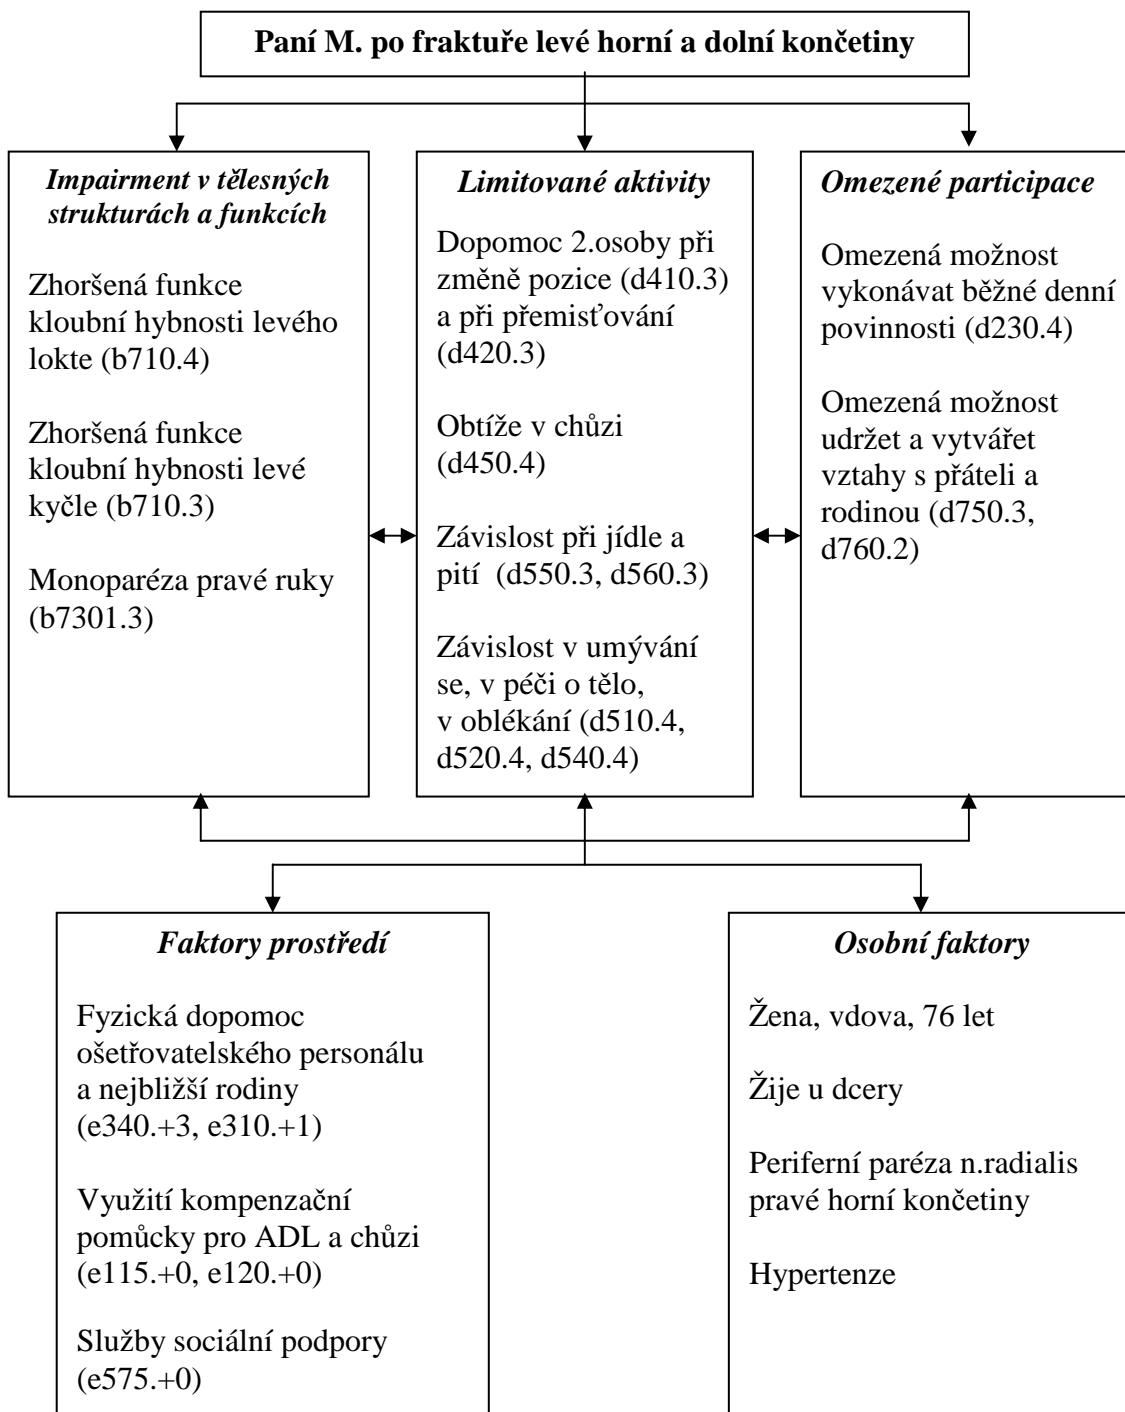 Paní M. po fraktuře levé horní a dolní končetiny
Impairment v tělesných
strukturách a funkcích
Zhoršená funkce
kloubní hybnosti levého
lokte (b710.4)
Zhoršená funkce
kloubní hybnosti levé
kyčle (b710.3)
Monoparéza pravé ruky
(b7301.3)
Limitované aktivity
Dopomoc 2.osoby při
změně pozice (d410.3)
a při přemisťování
(d420.3)
Obtíže v chůzi
(d450.4)
Závislost při jídle a
pití (d550.3, d560.3)
Závislost v umývání
se, v péči o tělo,
v oblékání (d510.4,
d520.4, d540.4)
Omezené participace
Omezená možnost
vykonávat běžné denní
povinnosti (d230.4)
Omezená možnost
udržet a vytvářet
vztahy s přáteli a
rodinou (d750.3,
d760.2)
Faktory prostředí
Fyzická dopomoc
ošetřovatelského personálu
a nejbližší rodiny
(e340.+3, e310.+1)
Využití kompenzační
pomůcky pro ADL a chůzi
(e115.+0, e120.+0)
Služby sociální podpory
(e575.+0)
Osobní faktory
Žena, vdova, 76 let
Žije u dcery
Periferní paréza n.radialis
pravé horní končetiny
Hypertenze